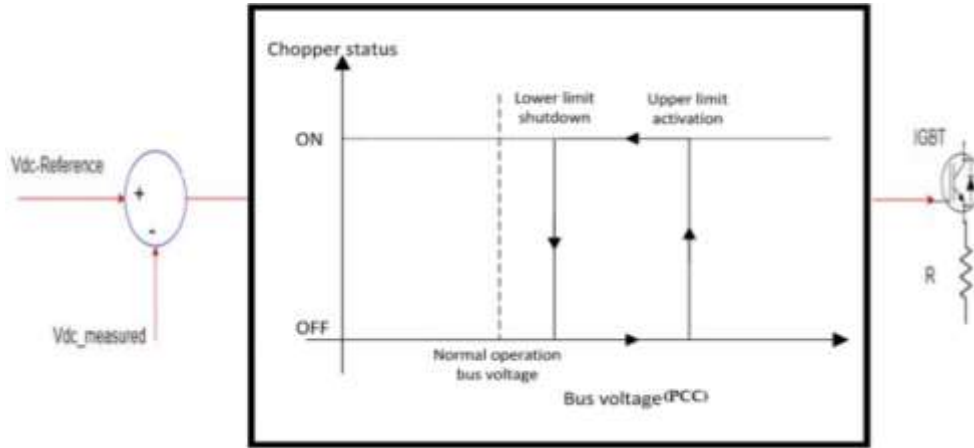 Chopper status
Lower limit
shutdown
Upper limit
activation
ON
IGBT
Vdc-Reference
+
-
R
Vdc_measured
OFF
Normal operation
bus voltage
Bus voltage(PCC)